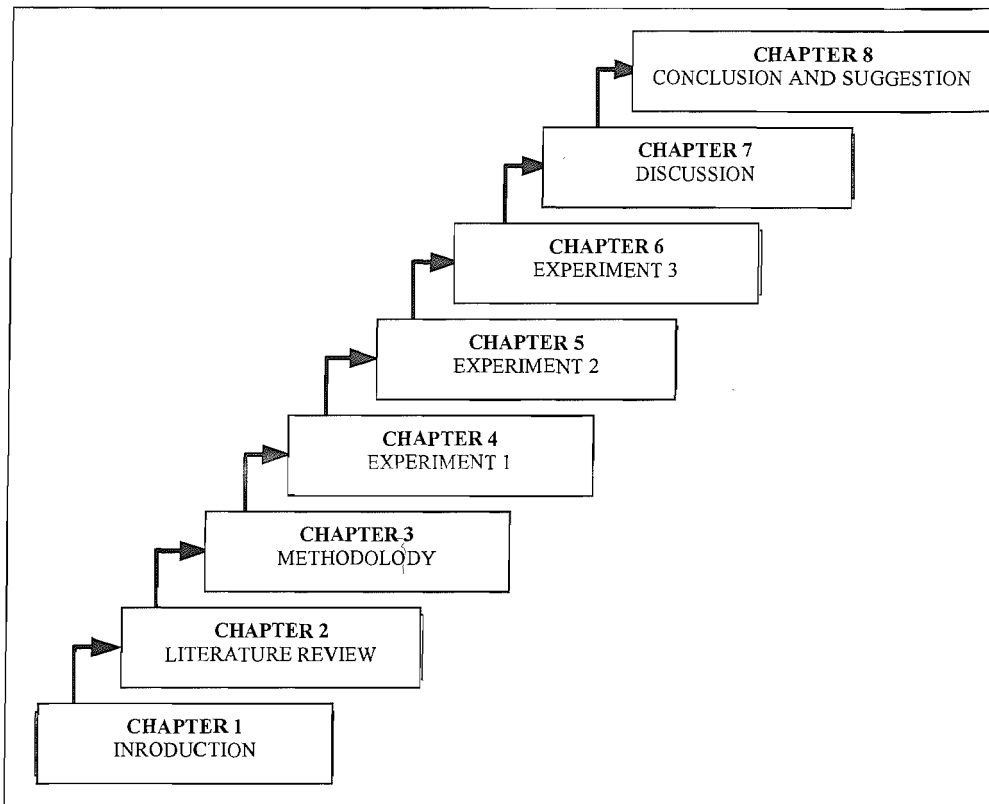 CHAPTER 8
CONCLUSION AND SUGGESTION
CHAPTER 7
DISCUSSION
CHAPTER 6
EXPERIMENT 3
CHAPTER 5
EXPERIMENT 2
CHAPTER 4
EXPERIMENT 1
CHAPTER 3
METHODOLODY
CHAPTER 2
LITERATURE REVIEW
CHAPTER 1
INRODUCTION